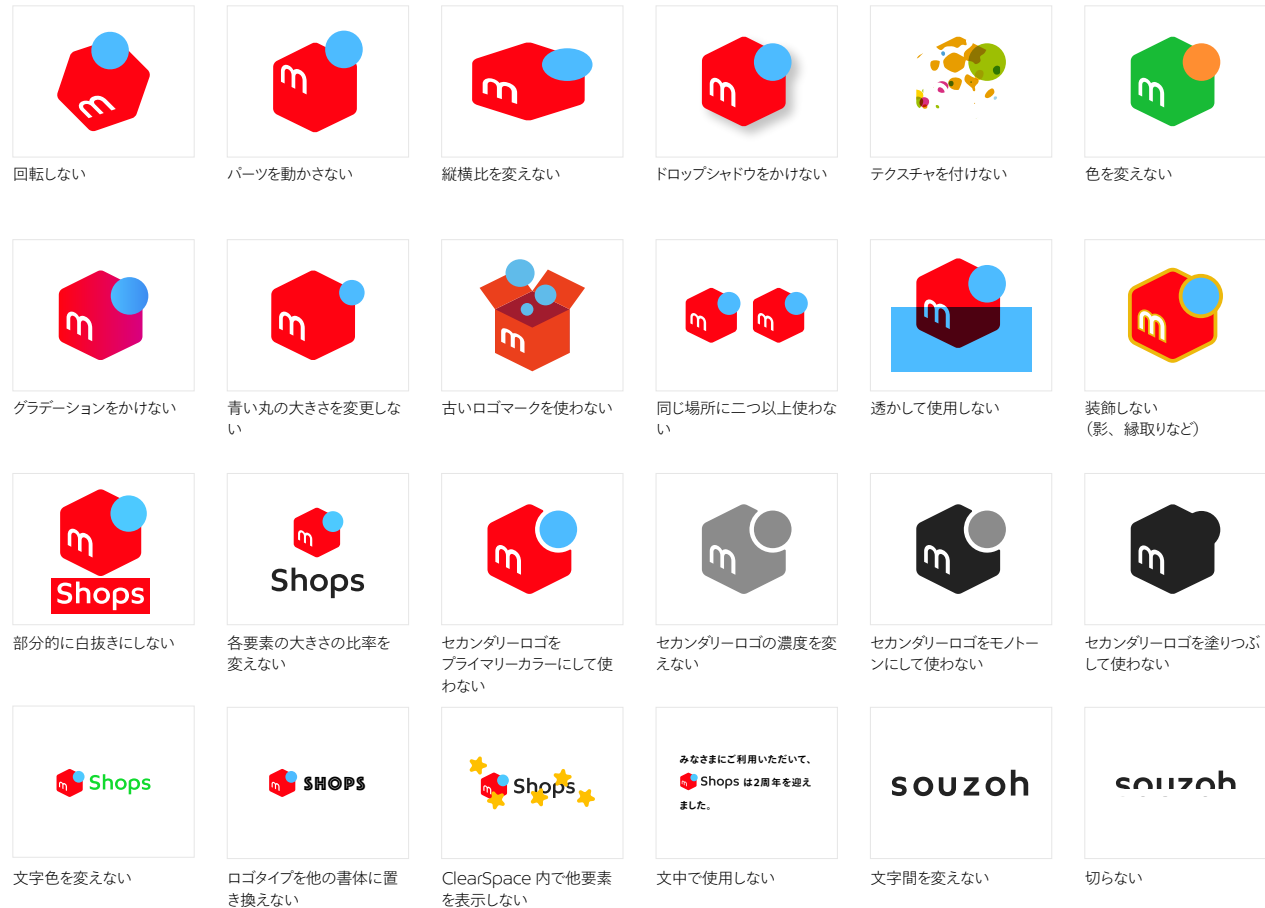 m
m
m
m
m
回転しない
パーツを動かさない
縦横比を変えない
ドロップシャドウをかけない
テクスチャを付けない
色を変えない
m
m
m
m
m
m
m
グラデーションをかけない
青い丸の大きさを変更しな
い
古いロゴマークを使わない
同じ場所に二つ以上使わな
い
透かして使用しない
装飾しない
（影、縁取りなど）
m
Shops
m
Shops
m
m
m
m
部分的に白抜きにしない
各要素の大きさの比率を
変えない
セカンダリーロゴを
プライマリーカラーにして使
わない
セカンダリーロゴの濃度を変
えない
セカンダリーロゴをモノトー
ンにして使わない
セカンダリーロゴを塗りつぶ
して使わない
m Shops
m SHOPS
m Shops
みなさまにご利用いただいて、
m Shops は2周年を迎え
ました。
souzoh
souzoh
文字色を変えない
ロゴタイプを他の書体に置
き換えない
ClearSpace 内で他要素
を表示しない
文中で使用しない
文字間を変えない
切らない